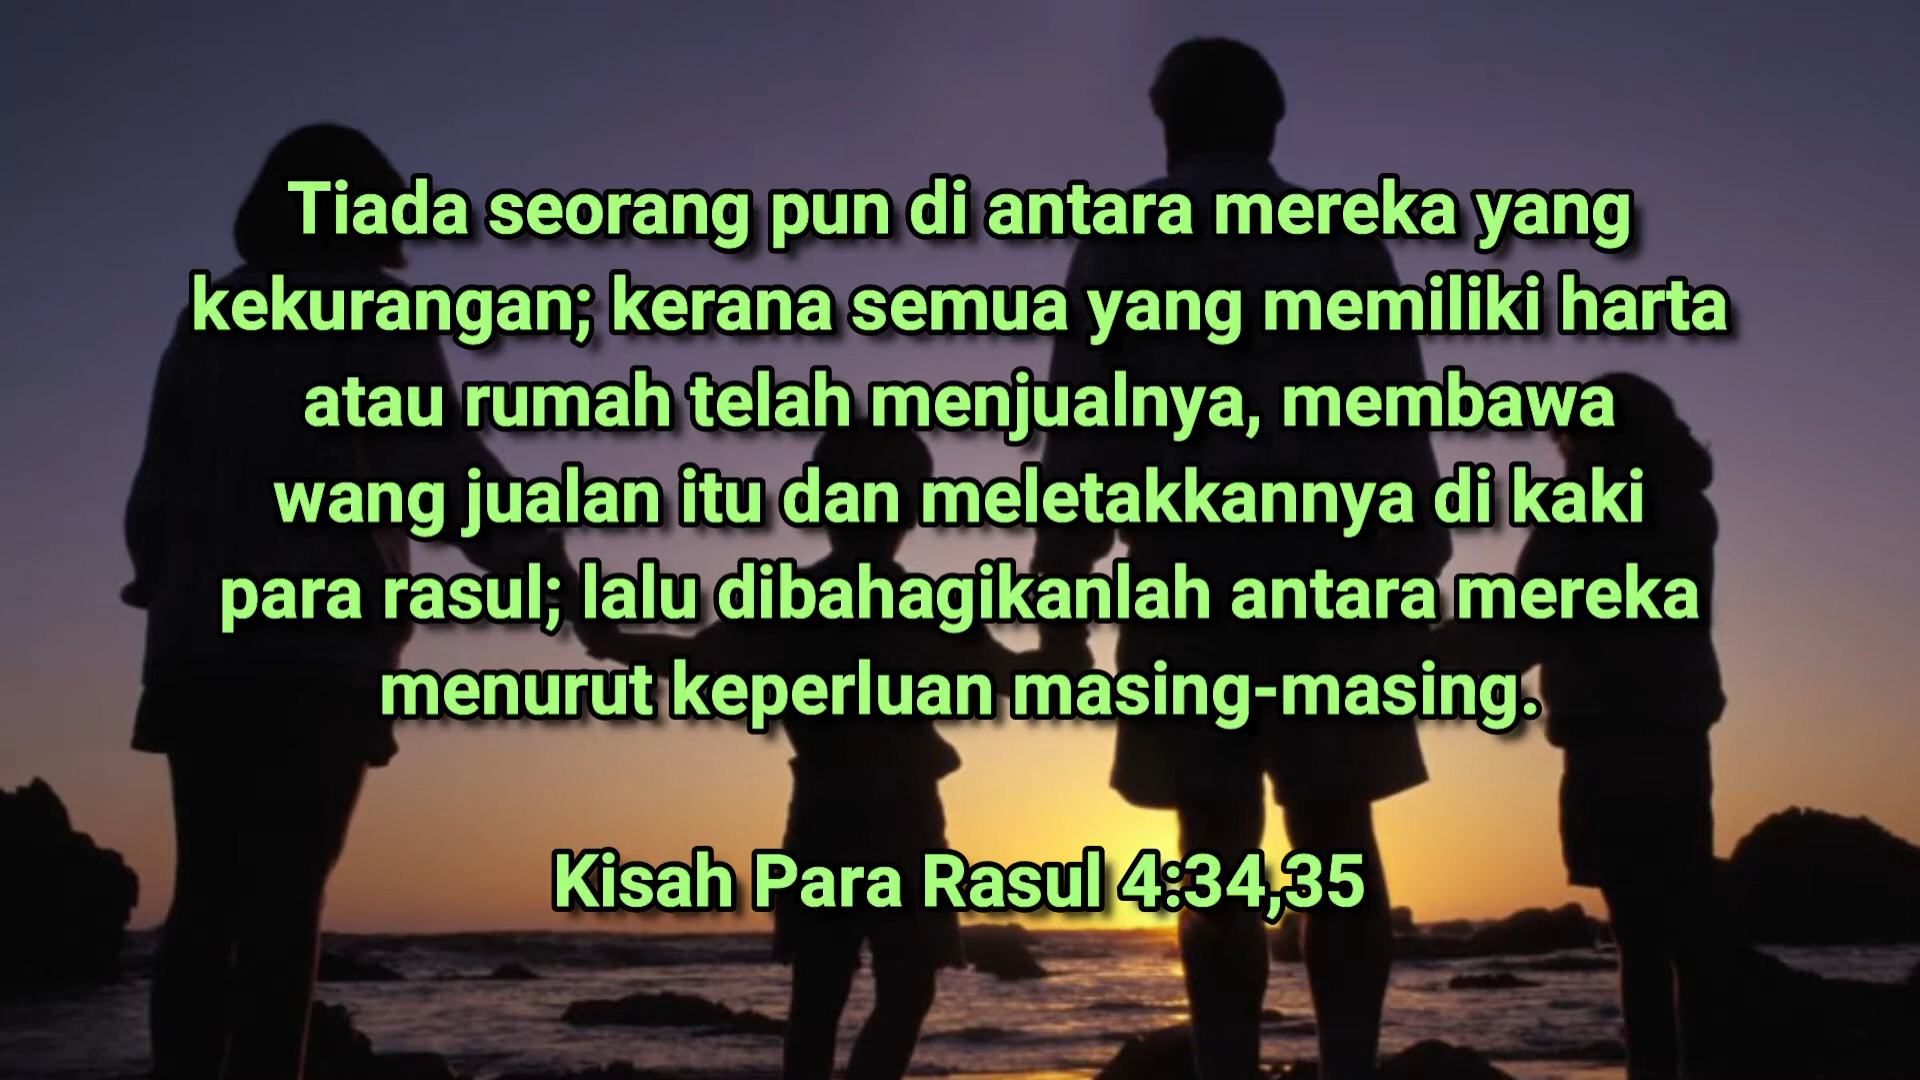 Tiada seorang pun di antara mereka yang
kekurangan; kerana semua yang memiliki harta
atau rumah telah menjualnya, membawa
wang jualan itu dan meletakkannya di kaki
para rasul; lalu dibahagikanlah antara mereka
menurut keperluan masing-masing.
Kisah Para Rasul 4:34,35